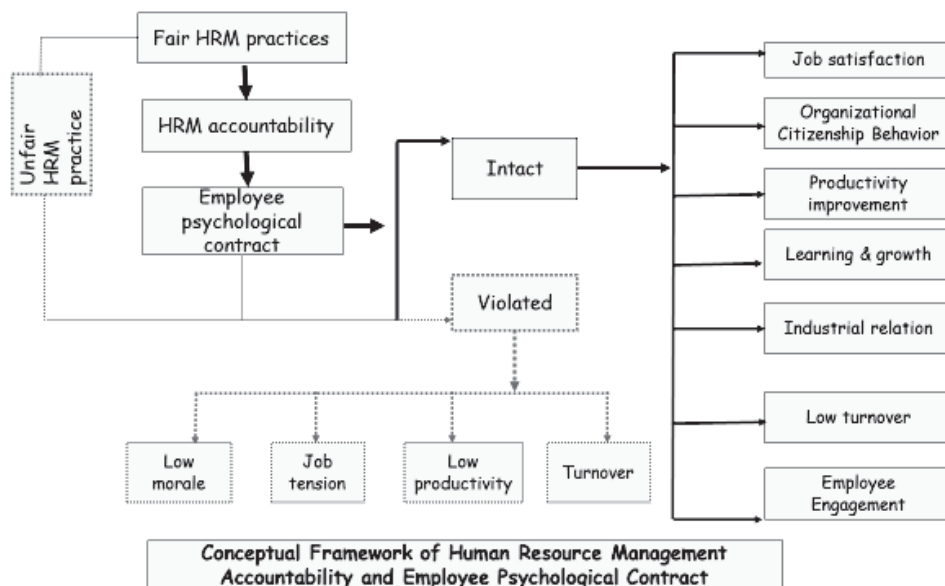 Fair HRM practices
Unfair
HRM
practice
HRM accountability
Employee
psychological
contract
Intact
Violated
Job satisfaction
Organizational
Citizenship Behavior
Productivity
improvement
Learning & growth
Industrial relation
Low turnover
Employee
Engagement
Low
morale
Job
tension
Low
productivity
Turnover
Conceptual Framework of Human Resource Management
Accountability and Employee Psychological Contract